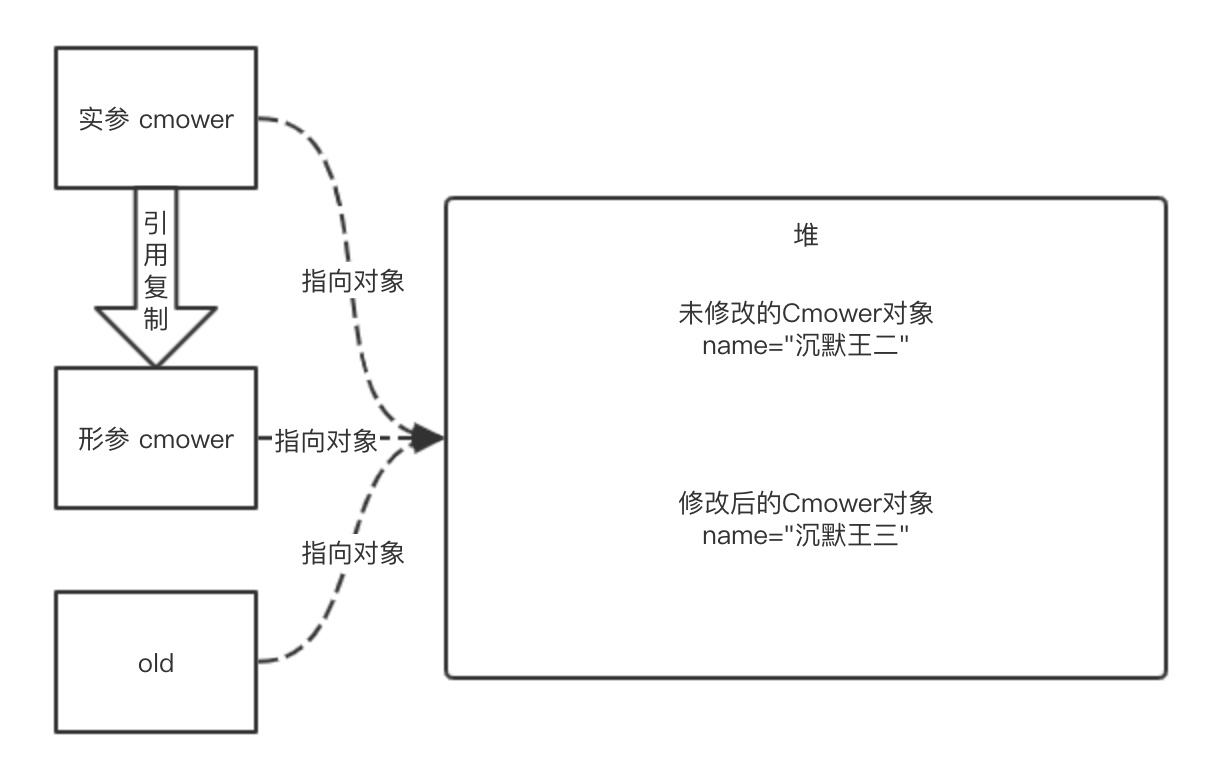 实参 cmower
引
用
复
制
指向对象
堆
未修改的Cmower对象
name="沉默王二"
形参 cmower
指向对象
修改后的Cmower对象
name="沉默王三"
指向对象
old